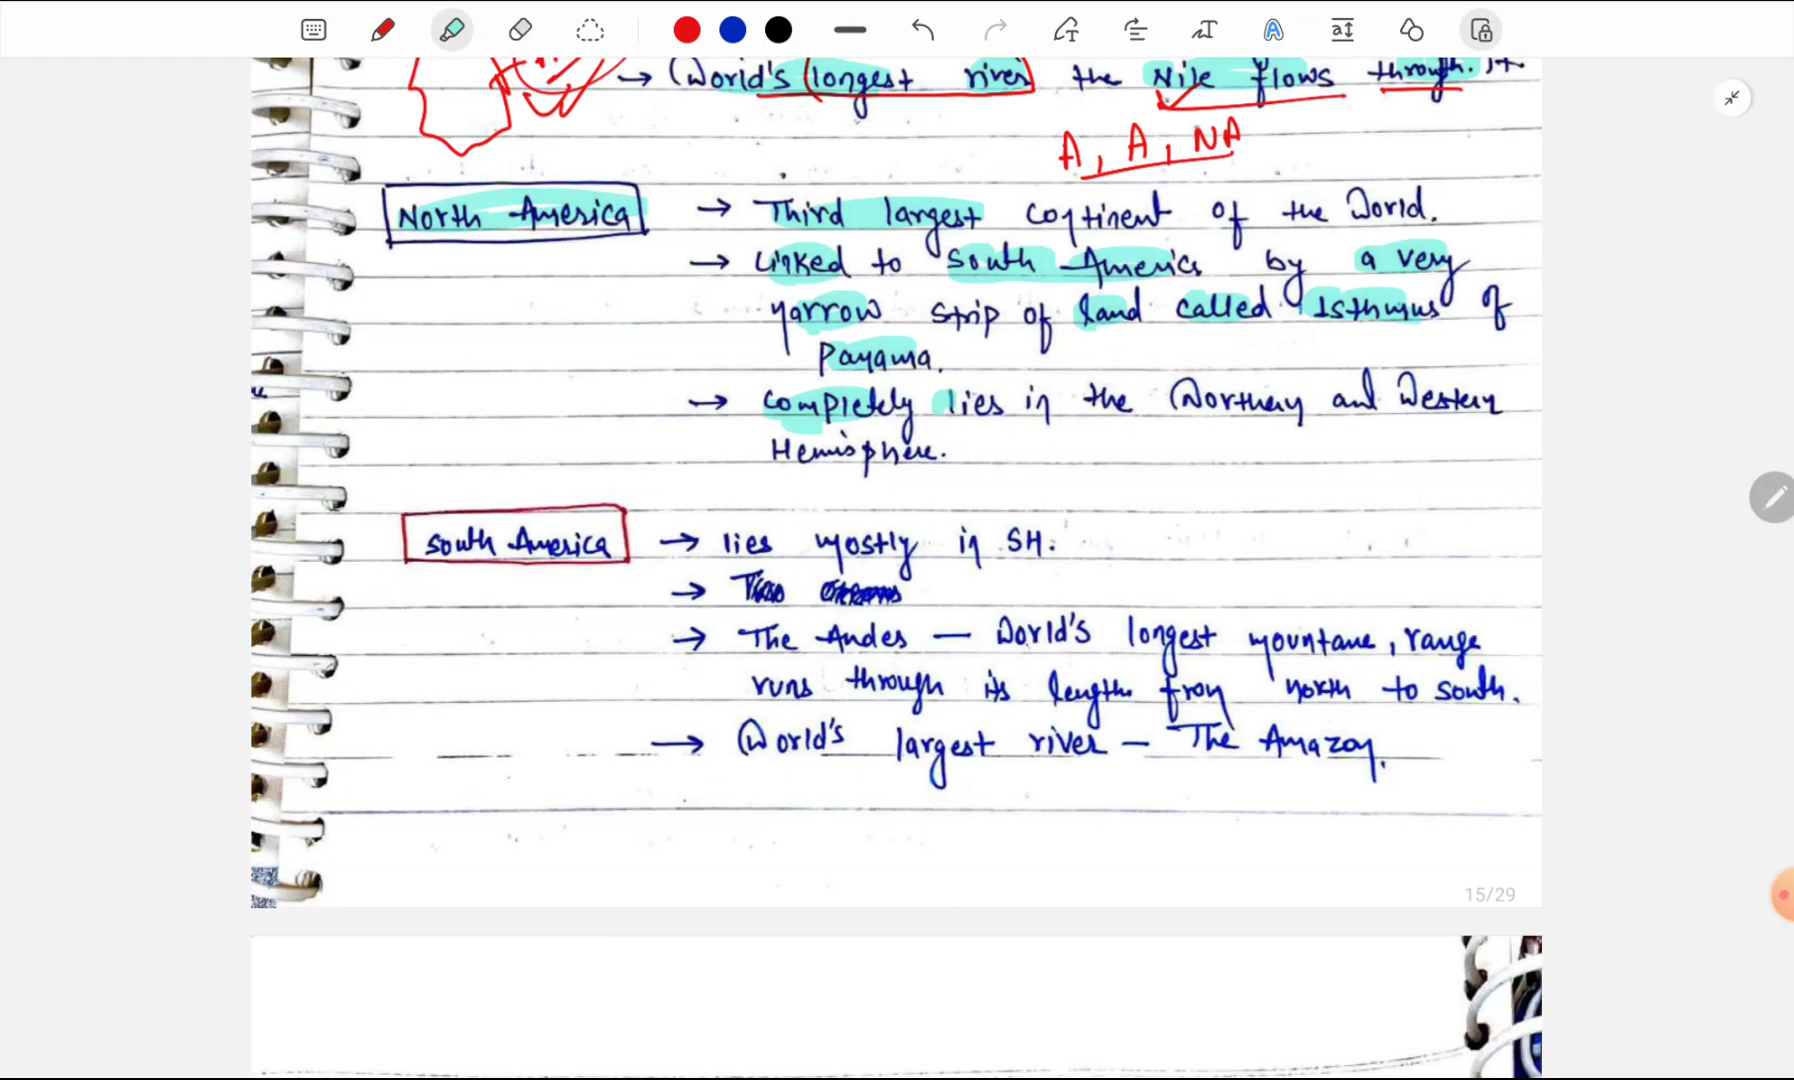 → (World's (longest river) the Nile flows through. it
A, A, NA
North America → Third largest continent of the World.
→ Linked to South America by a very
narrow strip of land called Isthmus of
Panama.
→ Completely lies in the Northern and Western
Hemisphere.
South America → lies mostly in SH.
→
→ The Andes — World's longest mountane, range
runs through its lengths from north to south.
→ World's largest river — The Amazon.
15/29